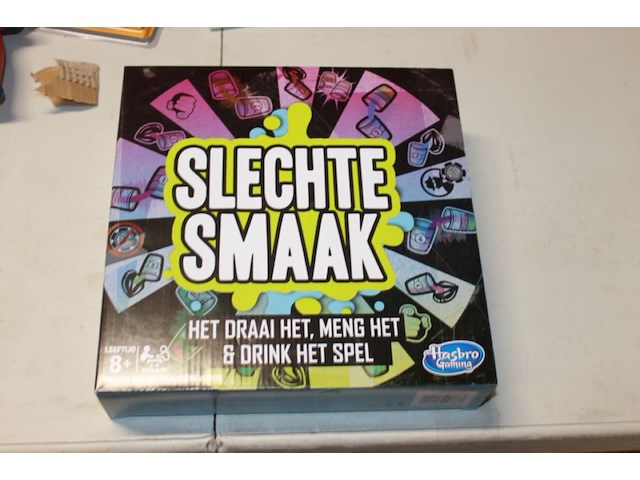 SLECHTE
SMAAK
HET DRAAI HET, MENG HET
& DRINK HET SPEL
LEEFTIJD
8+
Hasbro
Gaming